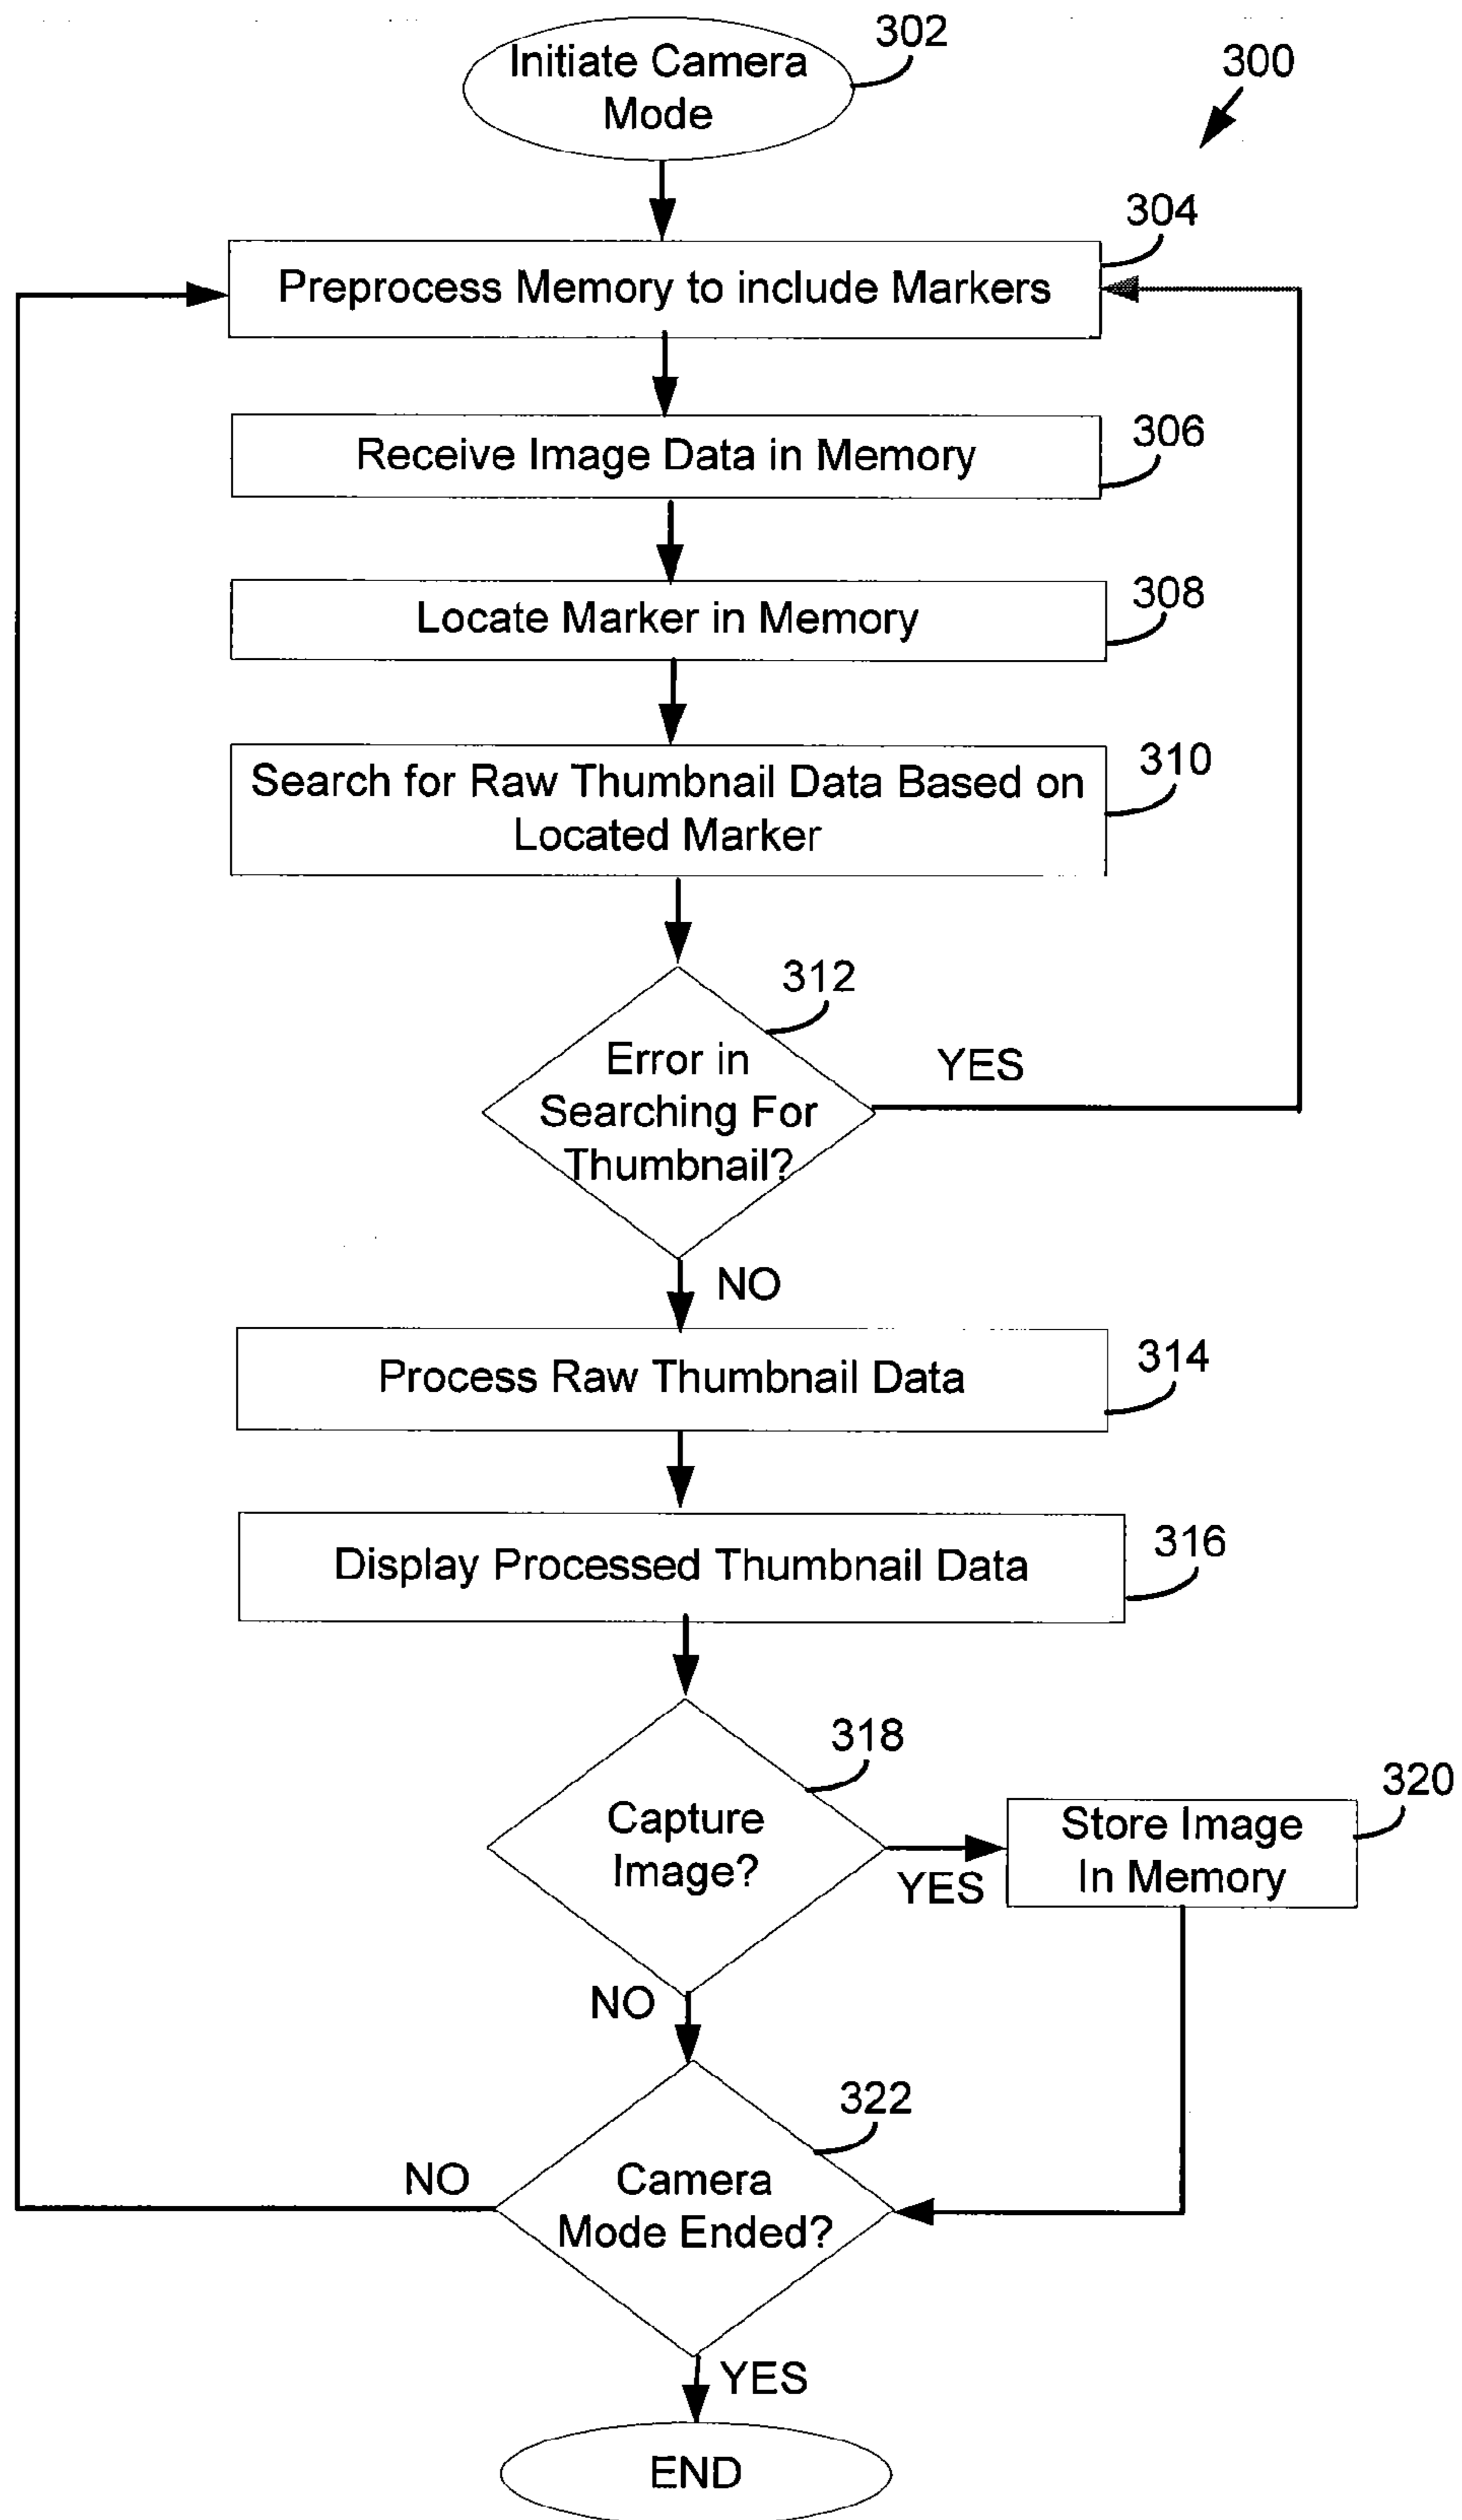 Initiate Camera
Mode
302
300
304
Preprocess Memory to include Markers
306
Receive Image Data in Memory
308
Locate Marker in Memory
310
Search for Raw Thumbnail Data Based on
Located Marker
312
Error in
Searching For
Thumbnail?
YES
NO
314
Process Raw Thumbnail Data
316
Display Processed Thumbnail Data
318
Capture
Image?
YES
320
Store Image
In Memory
NO
322
Camera
Mode Ended?
NO
YES
END